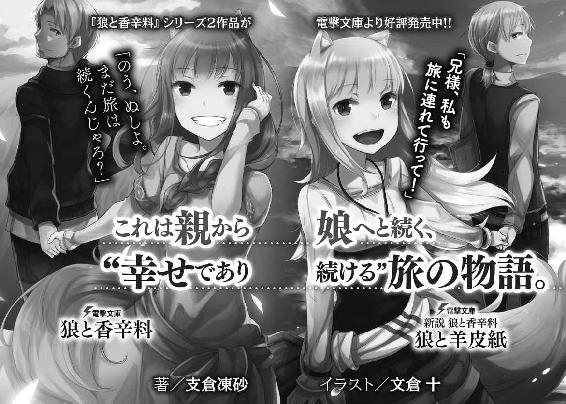 『狼と香辛料』シリーズ2作品が 電撃文庫より好評発売中!!
「のう、ぬしよ。
まだ旅は
続くんじゃろ?」
「兄様、私も
旅に連れて行って!」
これは親から 娘へと続く、
“幸せであり 続ける”旅の物語。
電撃文庫
狼と香辛料
電撃文庫
新説 狼と香辛料
狼と羊皮紙
著/支倉凍砂 イラスト/文倉 十